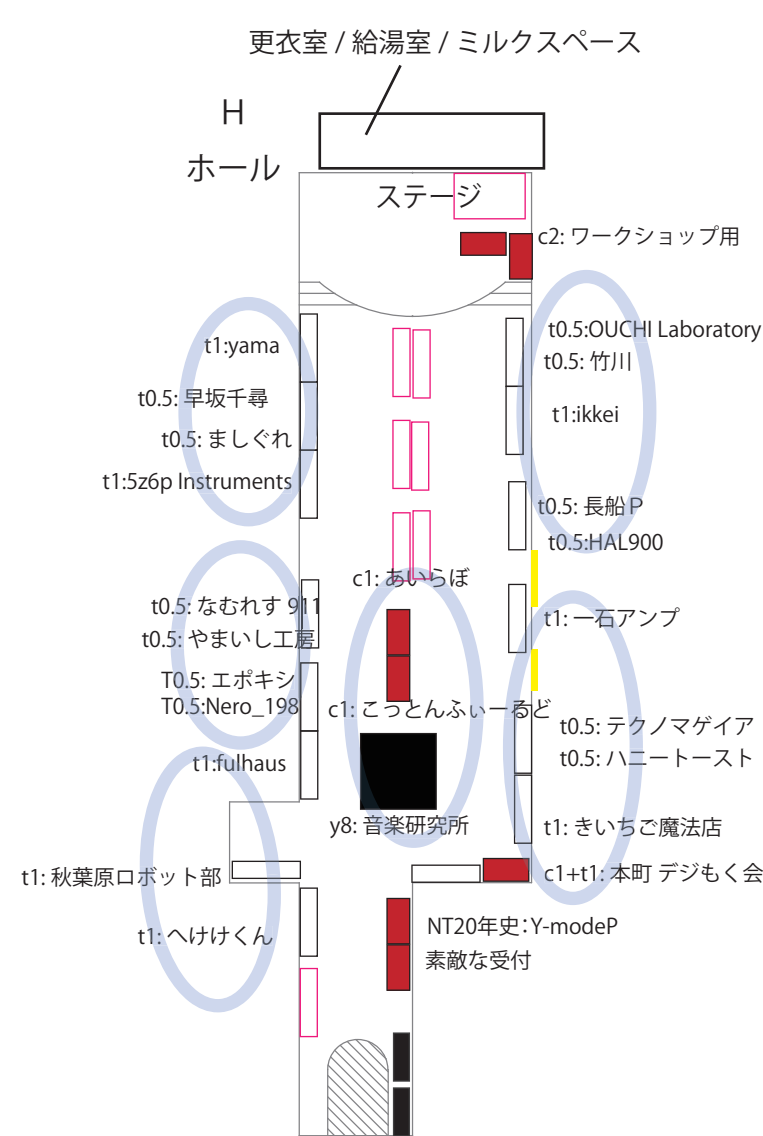 更衣室 / 給湯室 / ミルクスペース
H
ホール
ステージ
c2: ワークショップ用
t1:yama
t0.5: 早坂千尋
t0.5: ましぐれ
t1:5z6p Instruments
t0.5:OUCHI Laboratory
t0.5: 竹川
t1:ikkei
t0.5: 長船P
t0.5:HAL900
c1: あいらぼ
t0.5: なむれす 911
t0.5: やまいし工房
T0.5: エポキシ
T0.5:Nero_198
t1:fulhaus
t1: 一石アンプ
c1: こっとんふぃーるど
t0.5: テクノマゲイア
t0.5: ハニートースト
y8: 音楽研究所
t1: きいちご魔法店
t1: 秋葉原ロボット部
c1+t1: 本町 デジもく会
t1: へけけくん
NT20年史:Y-modeP
素敵な受付